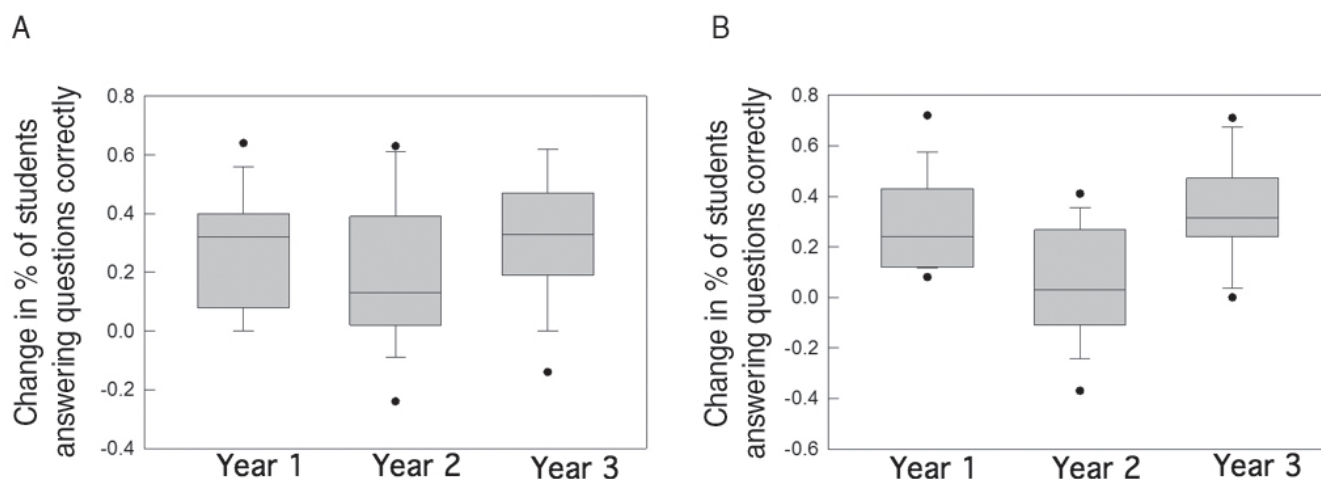 A
Change in % of students
answering questions correctly
0.8
0.6
0.4
0.2
0.0
-0.2
-0.4
Year 1 Year 2 Year 3
B
Change in % of students
answering questions correctly
0.8
0.6
0.4
0.2
0.0
-0.2
-0.4
-0.6
Year 1 Year 2 Year 3